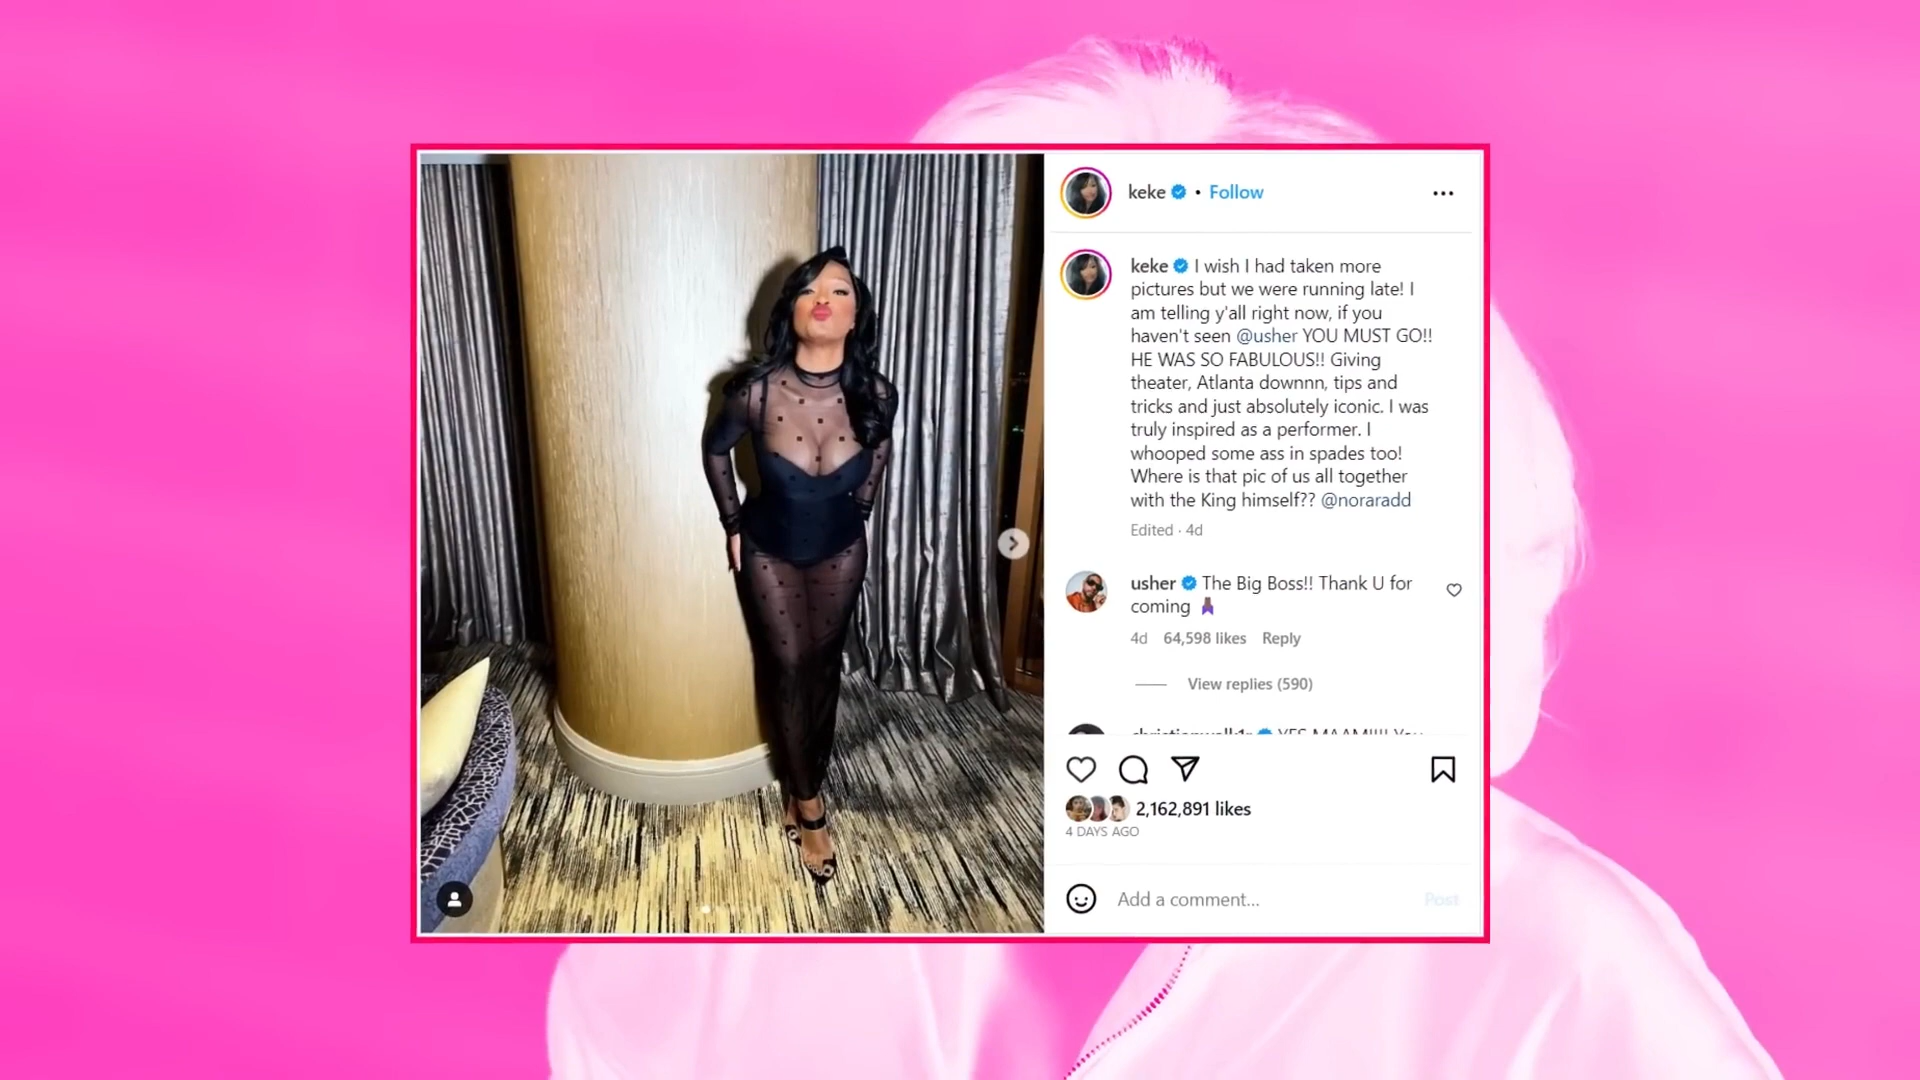 keke • Follow
keke I wish I had taken more
pictures but we were running late! I
am telling y'all right now, if you
haven't seen @usher YOU MUST GO!!
HE WAS SO FABULOUS!! Giving
theater, Atlanta downnn, tips and
tricks and just absolutely iconic. I was
truly inspired as a performer. I
whooped some ass in spades too!
Where is that pic of us all together
with the King himself?? @noraradd
Edited · 4d
usher The Big Boss!! Thank U for
coming
4d 64,598 likes Reply
View replies (590)
YES MAAM!!!! You
2,162,891 likes
4 DAYS AGO
Add a comment... Post